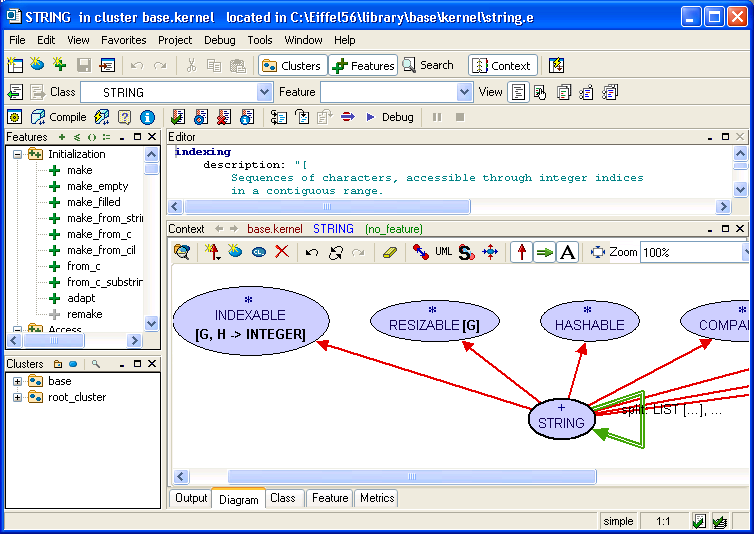 STRING in cluster base.kernel located in C:\Eiffel56\library\base\kernel\string.e
File Edit View Favorites Project Debug Tools Window Help
Clusters Features Search Context
Class STRING Feature View
Compile Debug
Features
Initialization
make
make_empty
make_filled
make_from_strin
make_from_c
make_from_cil
from_c
from_c_substrin
adapt
remake
Access
Clusters
base
root_cluster
Editor
indexing
description: "[
Sequences of characters, accessible through integer indices
in a contiguous range.
Context base.kernel STRING (no_feature)
UML A Zoom 100%
*
INDEXABLE
[G, H -> INTEGER]
*
RESIZABLE [G]
*
HASHABLE
COMPA
+
STRING
split: LIST [...], ...
Output Diagram Class Feature Metrics
simple 1:1